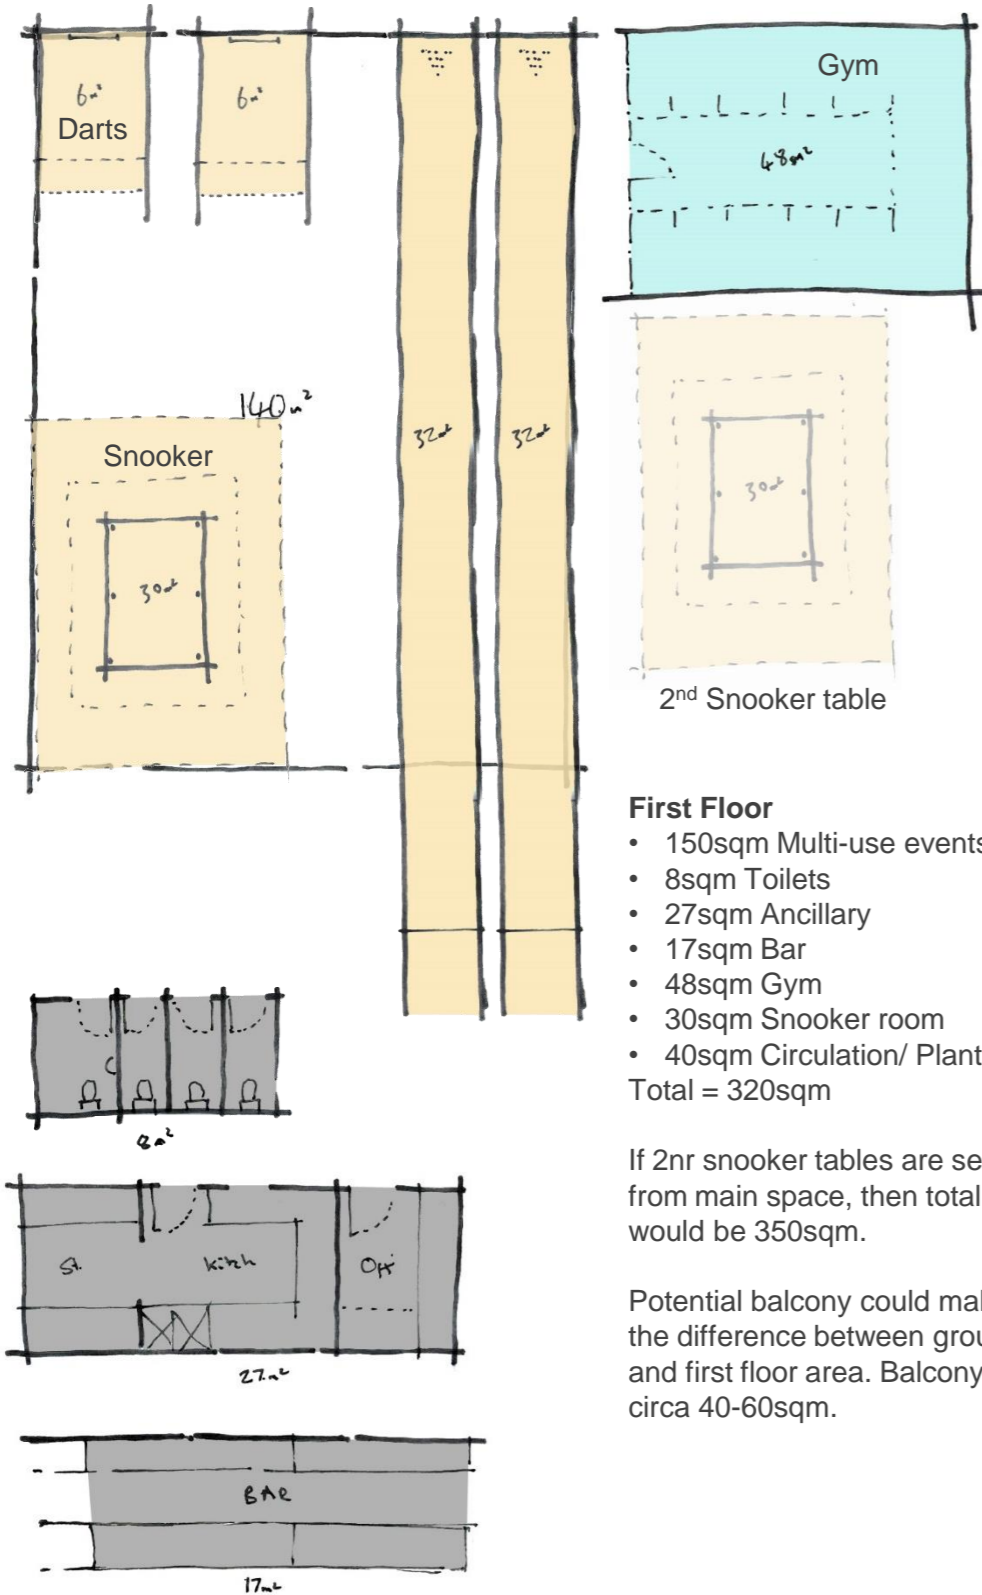 6m²
Darts
6m²
Gym
48m²
140m²
Snooker
30m²
32m²
32m²
30m²
2nd Snooker table
First Floor
• 150sqm Multi-use events
• 8sqm Toilets
• 27sqm Ancillary
• 17sqm Bar
• 48sqm Gym
• 30sqm Snooker room
• 40sqm Circulation/ Plant
Total = 320sqm
If 2nr snooker tables are se
from main space, then total
would be 350sqm.
Potential balcony could mal
the difference between grou
and first floor area. Balcony
circa 40-60sqm.
8m²
St.
Kitch
Off
27m²
BAR
17m²